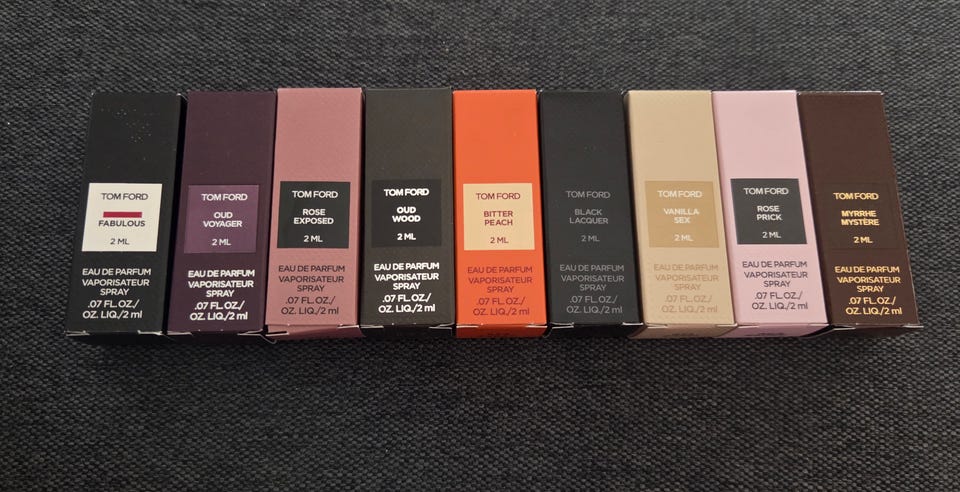 TOM FORD
FABULOUS
2 ML
EAU DE PARFUM
VAPORISATEUR
SPRAY
.07 FL.OZ./
OZ. LIQ./2 ml
TOM FORD
OUD
VOYAGER
2 ML
EAU DE PARFUM
VAPORISATEUR
SPRAY
.07 FL.OZ./
OZ. LIQ./2 ml
TOM FORD
ROSE
EXPOSED
2 ML
EAU DE PARFUM
VAPORISATEUR
SPRAY
.07 FL.OZ./
OZ. LIQ./2 ml
TOM FORD
OUD
WOOD
2 ML
EAU DE PARFUM
VAPORISATEUR
SPRAY
.07 FL.OZ./
OZ. LIQ./2 ml
TOM FORD
BITTER
PEACH
2 ML
EAU DE PARFUM
VAPORISATEUR
SPRAY
.07 FL.OZ./
OZ. LIQ./2 ml
TOM FORD
BLACK
LACQUER
2 ML
EAU DE PARFUM
VAPORISATEUR
SPRAY
.07 FL.OZ./
OZ. LIQ./2 ml
TOM FORD
VANILLA
SEX
2 ML
EAU DE PARFUM
VAPORISATEUR
SPRAY
.07 FL.OZ./
OZ. LIQ./2 ml
TOM FORD
ROSE
PRICK
2 ML
EAU DE PARFUM
VAPORISATEUR
SPRAY
.07 FL.OZ./
OZ. LIQ./2 ml
TOM FORD
MYRRHE
MYSTÈRE
2 ML
EAU DE PARFUM
VAPORISATEUR
SPRAY
.07 FL.OZ./
OZ. LIQ./2 ml